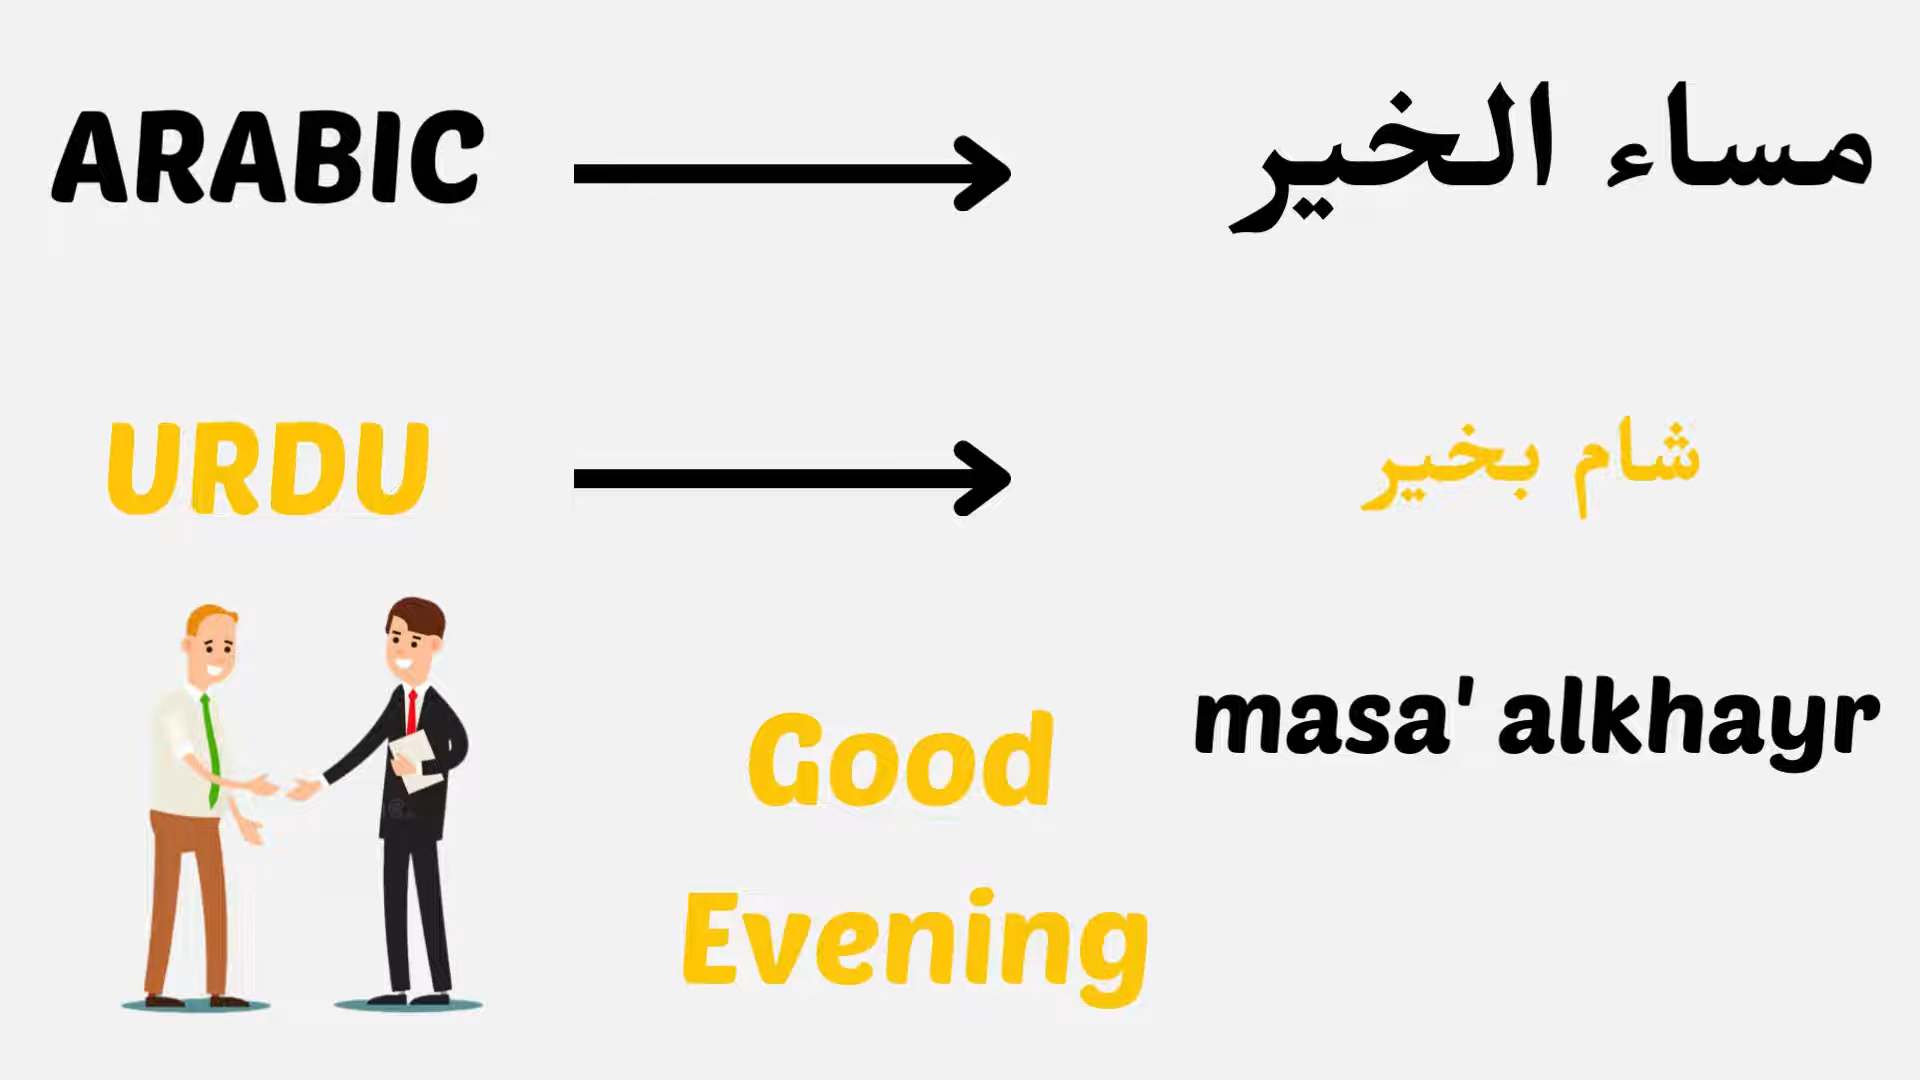 ARABIC
مساء الخير
URDU
شام بخير
masa' alkhayr
Good
Evening